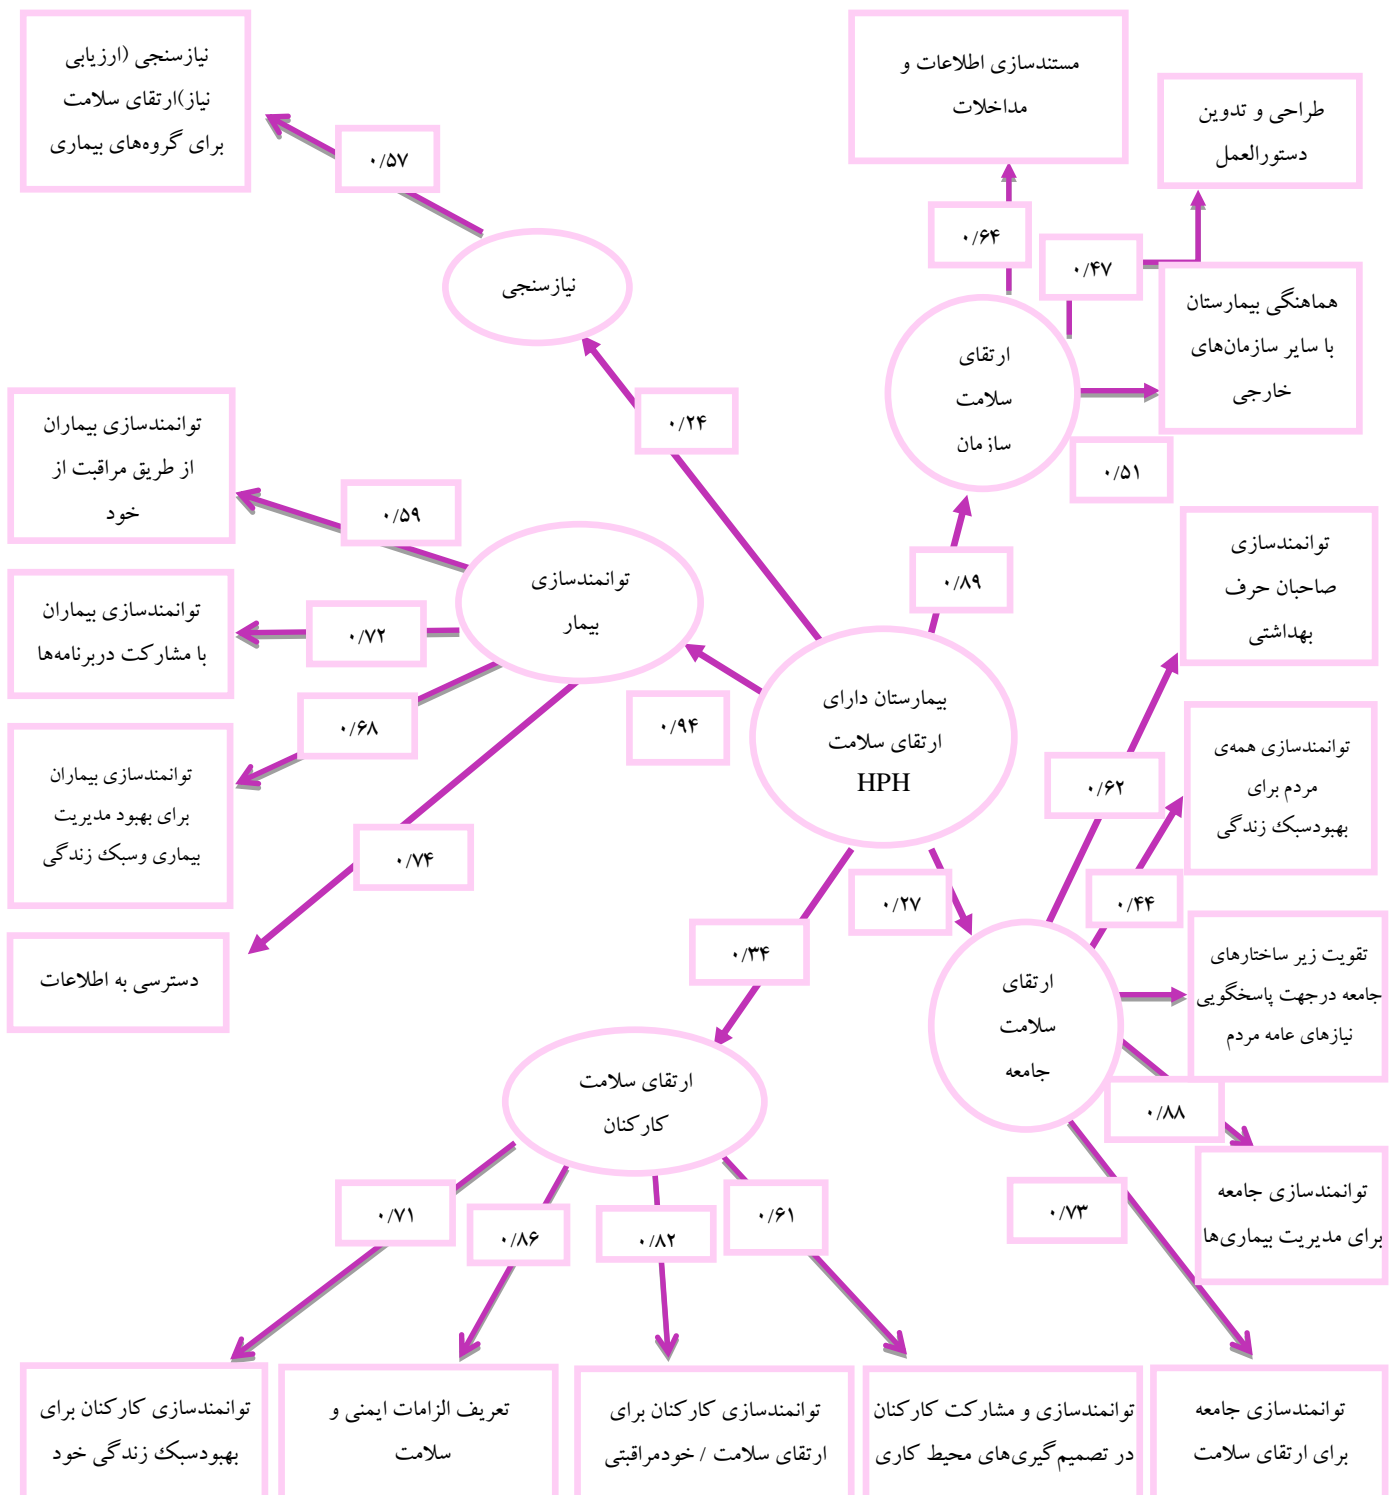 نیازسنجی (ارزیابی
نیاز)ارتقای سلامت
برای گروه‌های بیماری
۰/۵۷
نیازسنجی
۰/۲۴
مستندسازی اطلاعات و
مداخلات
طراحی و تدوین
دستورالعمل
۰/۶۴
۰/۴۷
هماهنگی بیمارستان
با سایر سازمان‌های
خارجی
ارتقای
سلامت
سازمان
۰/۵۱
۰/۸۹
توانمندسازی بیماران
از طریق مراقبت از
خود
۰/۵۹
توانمندسازی
بیمار
توانمندسازی بیماران
با مشارکت دربرنامه‌ها
۰/۷۲
۰/۶۸
۰/۹۴
توانمندسازی بیماران
برای بهبود مدیریت
بیماری وسبک زندگی
۰/۷۴
دسترسی به اطلاعات
بیمارستان دارای
ارتقای سلامت
HPH
توانمندسازی
صاحبان حرف
بهداشتی
۰/۶۲
توانمندسازی همه‌ی
مردم برای
بهبودسبک زندگی
۰/۴۴
۰/۲۷
۰/۳۴
ارتقای
سلامت
جامعه
تقویت زیر ساختارهای
جامعه درجهت پاسخگویی
نیازهای عامه مردم
۰/۸۸
توانمندسازی جامعه
برای مدیریت بیماری‌ها
۰/۷۳
ارتقای سلامت
کارکنان
۰/۷۱
۰/۸۶
۰/۸۲
۰/۶۱
توانمندسازی جامعه
برای ارتقای سلامت
توانمندسازی و مشارکت کارکنان
در تصمیم‌گیری‌های محیط کاری
توانمندسازی کارکنان برای
ارتقای سلامت / خودمراقبتی
تعریف الزامات ایمنی و
سلامت
توانمندسازی کارکنان برای
بهبودسبک زندگی خود